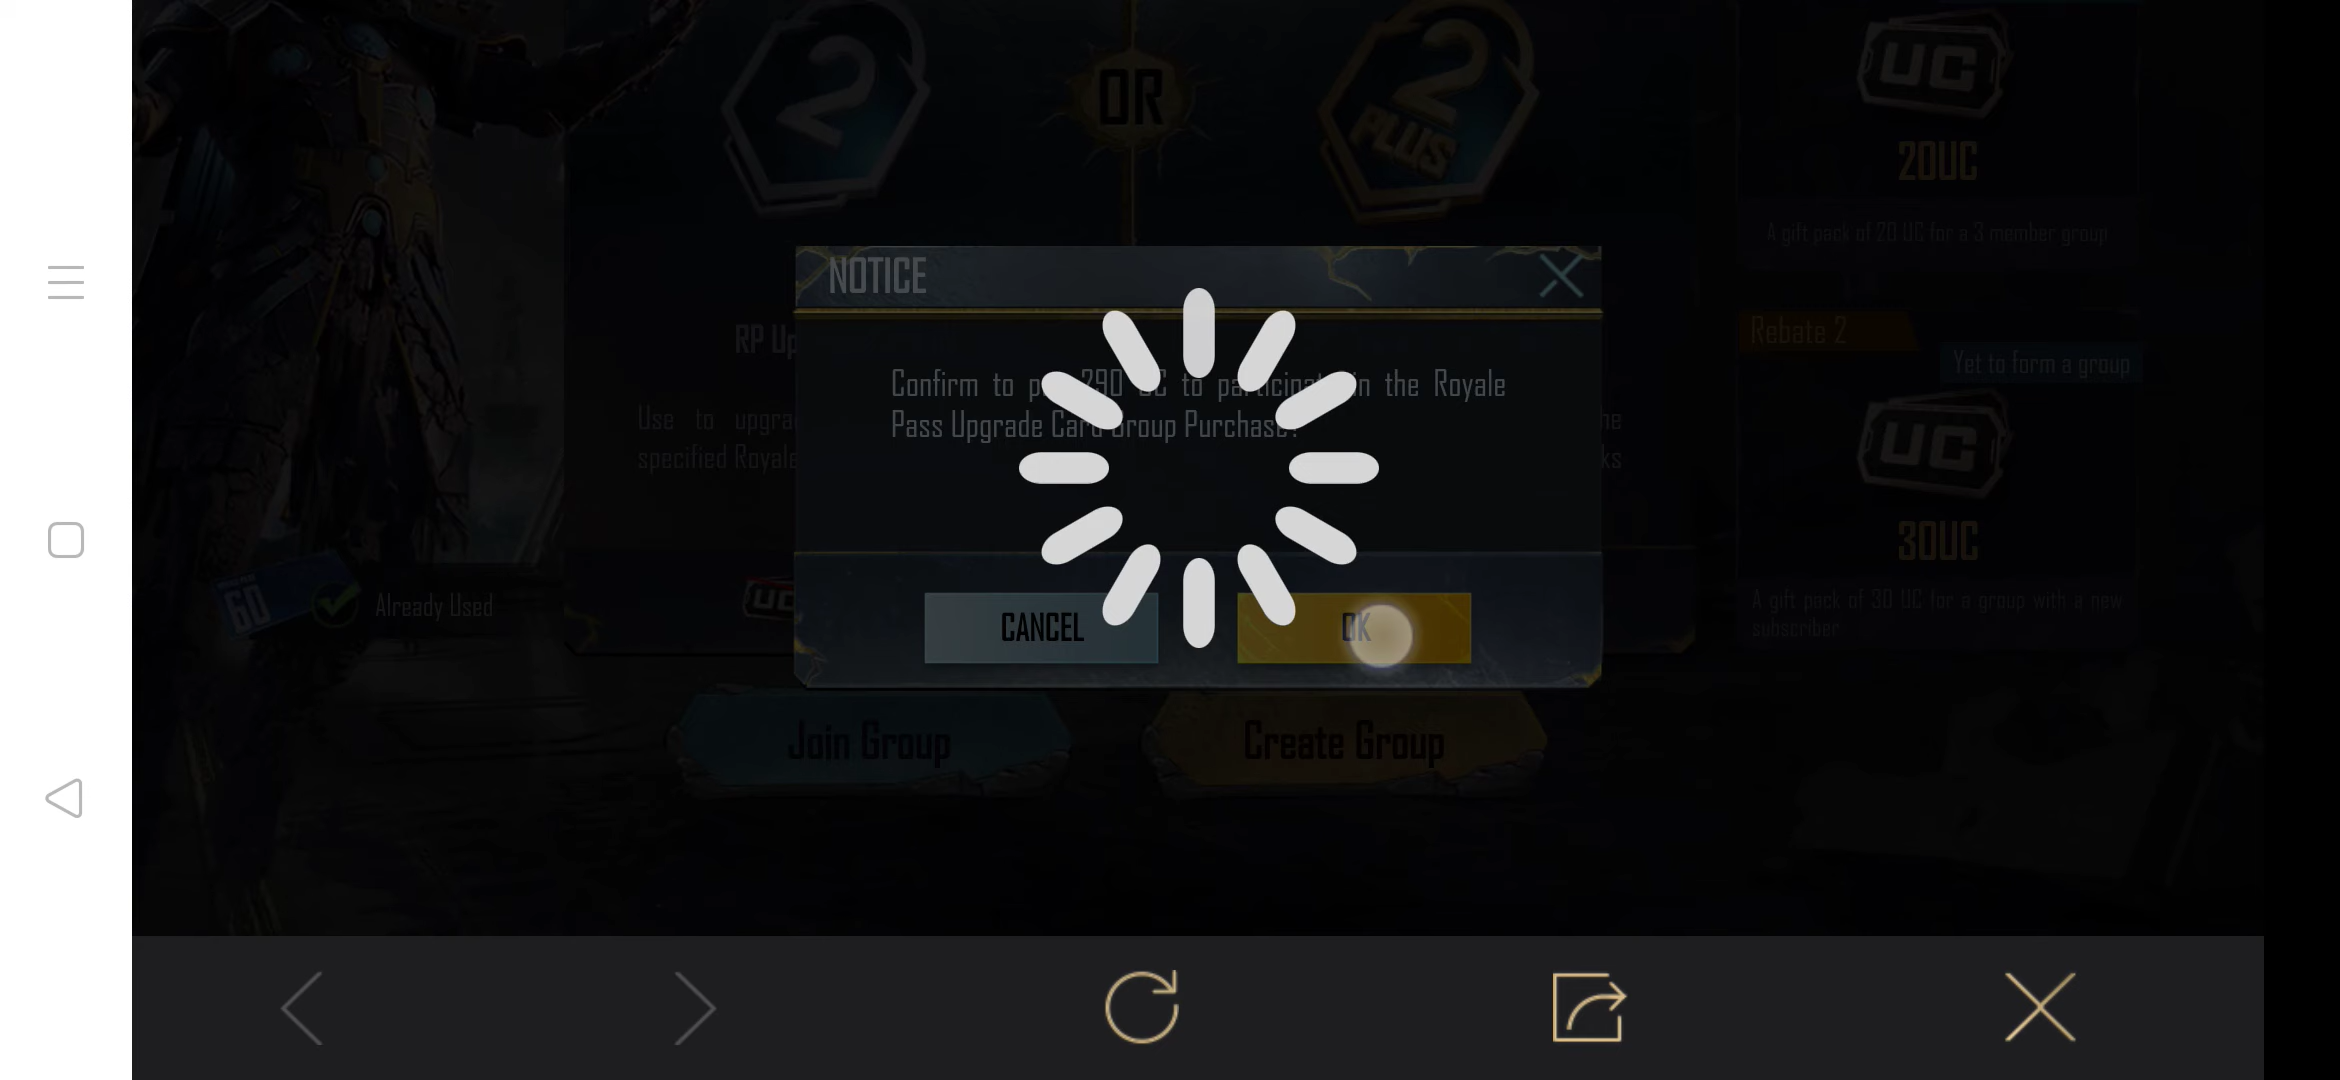 2
OR
2
PLUS
UC
20UC
A gift pack of 20 UC for a 3 member group
NOTICE
Rebate 2
Yet to form a group
RP
Confirm to 290 to in the Royale
Pass Upgrade Card Group Purchase?
Use to
specified Royale
UC
30UC
A gift pack of 30 UC for a group with a new
subscriber
60
Already Used
UC
CANCEL
OK
Join Group
Create Group